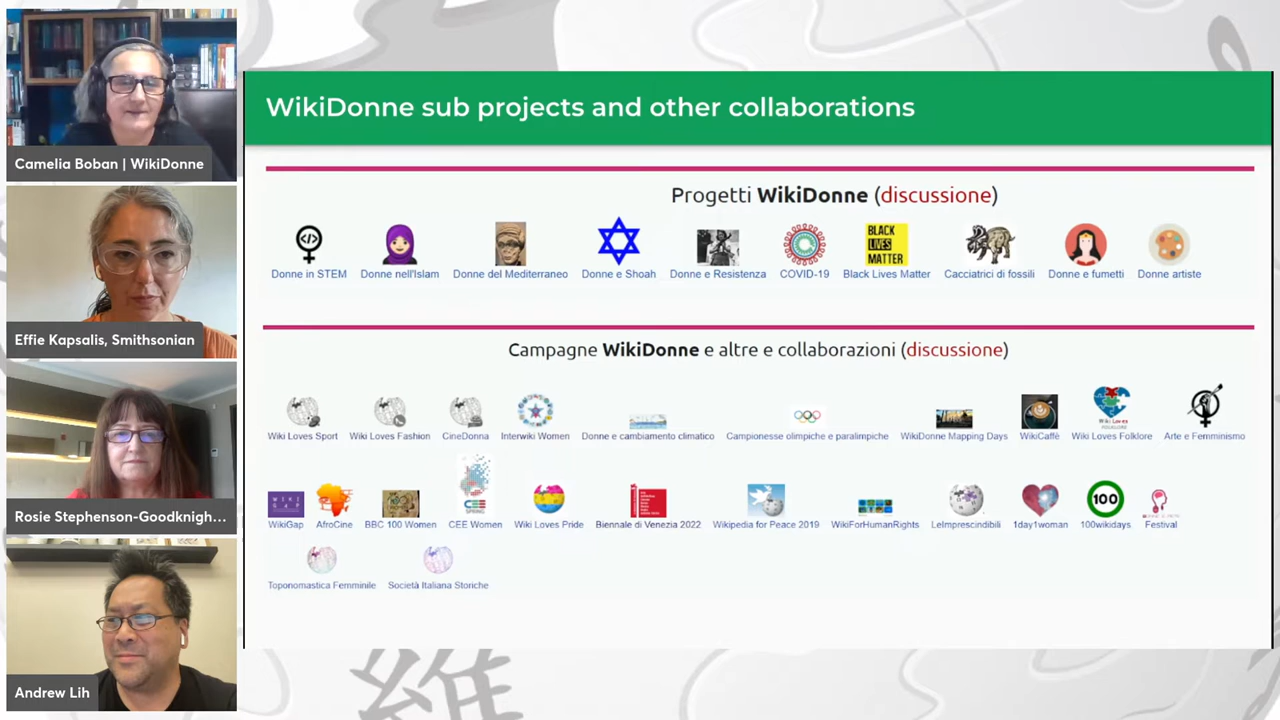 Camelia Boban | WikiDonne
Effie Kapsalis, Smithsonian
Rosie Stephenson-Goodknigh...
Andrew Lih
WikiDonne sub projects and other collaborations
Progetti WikiDonne (discussione)
BLACK
LIVES
MATTER
Donne in STEM Donne nell'Islam Donne del Mediterraneo Donne e Shoah Donne e Resistenza COVID-19 Black Lives Matter Cacciatrici di fossili Donne e fumetti Donne artiste
Campagne WikiDonne e altre e collaborazioni (discussione)
Wiki Loves Sport Wiki Loves Fashion CineDonna Interwiki Women Donne e cambiamento climatico Campionesse olimpiche e paralimpiche WikiDonne Mapping Days WikiCaffè Wiki Loves Folklore Arte e Femminismo
WIKI
GAP
SPRING
100
WikiGap AfroCine BBC 100 Women CEE Women Wiki Loves Pride Biennale di Venezia 2022 Wikipedia for Peace 2019 WikiForHumanRights LeImprescindibili 1day1woman 100wikidays Festival
Toponomastica Femminile Società Italiana Storiche
維